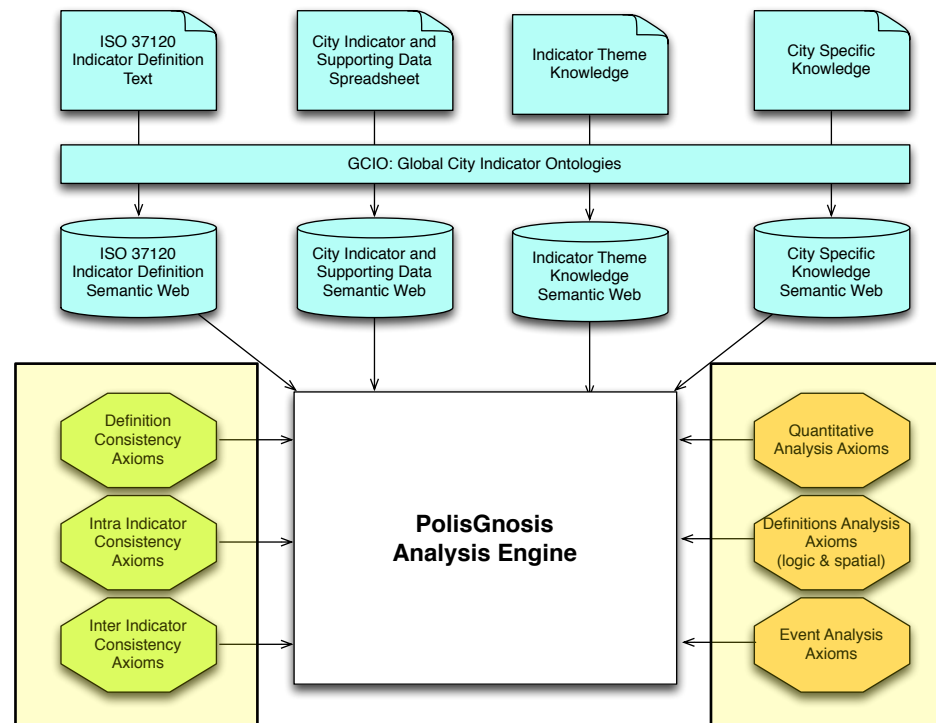 ISO 37120
Indicator Definition
Text
City Indicator and
Supporting Data
Spreadsheet
Indicator Theme
Knowledge
City Specific
Knowledge
GCIO: Global City Indicator Ontologies
ISO 37120
Indicator Definition
Semantic Web
City Indicator and
Supporting Data
Semantic Web
Indicator Theme
Knowledge
Semantic Web
City Specific
Knowledge
Semantic Web
Definition
Consistency
Axioms
Intra Indicator
Consistency
Axioms
Inter Indicator
Consistency
Axioms
PolisGnosis
Analysis Engine
Quantitative
Analysis Axioms
Definitions Analysis
Axioms
(logic & spatial)
Event Analysis
Axioms